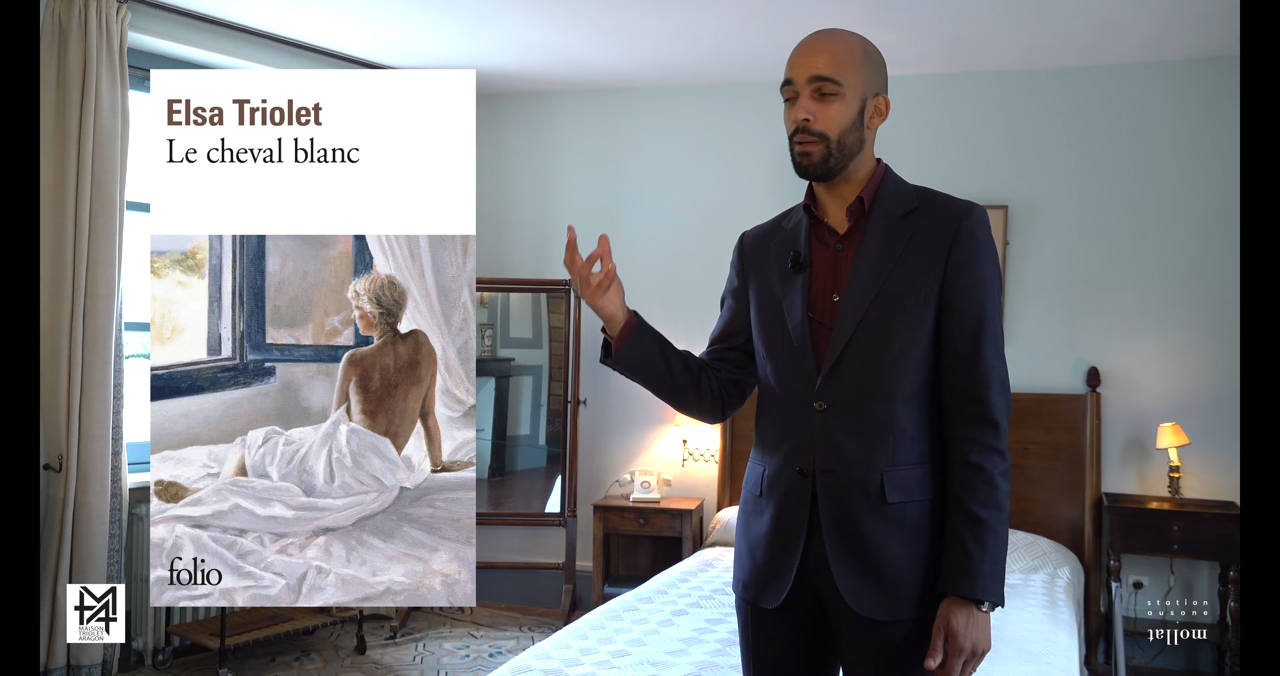 Elsa Triolet
Le cheval blanc
folio
MAISON
TRIOLET
ARAGON
station
ausone
mollat